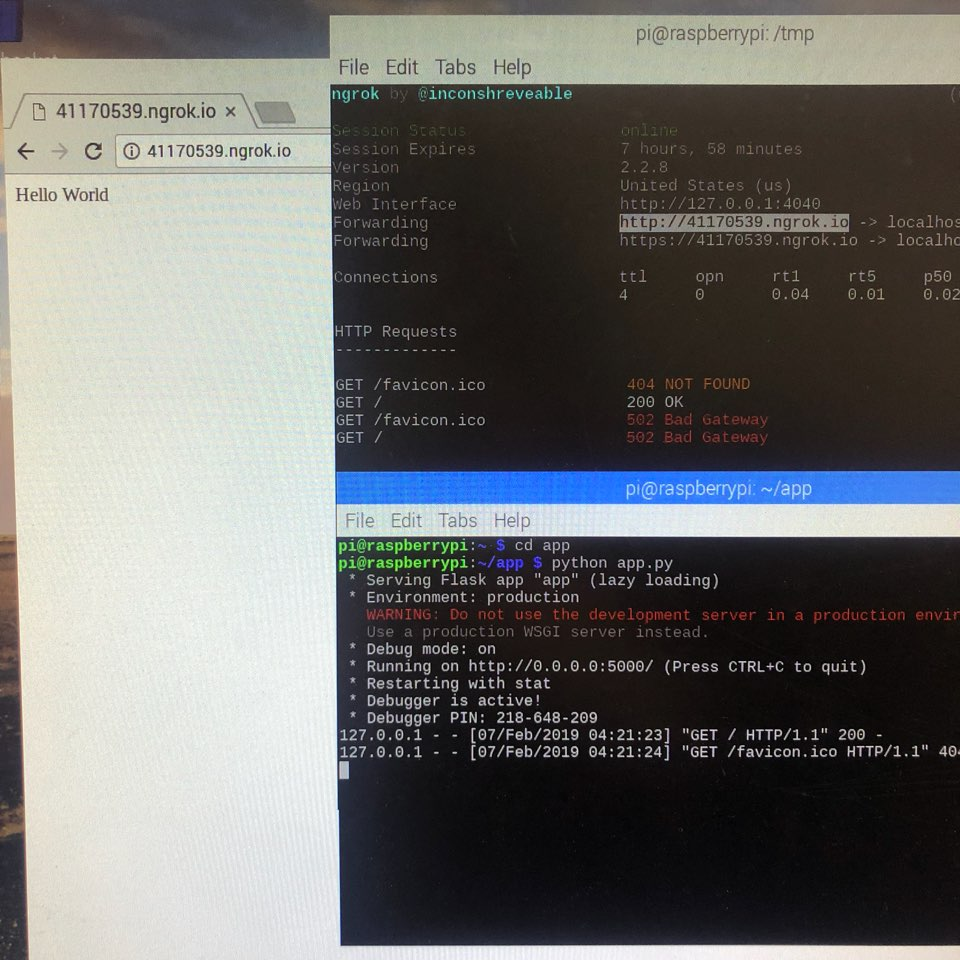 pi@raspberrypi: /tmp
File Edit Tabs Help
41170539.ngrok.io ×
41170539.ngrok.io
Hello World
ngrok by @inconshreveable
Session Status online
Session Expires 7 hours, 58 minutes
Version 2.2.8
Region United States (us)
Web Interface http://127.0.0.1:4040
Forwarding http://41170539.ngrok.io -> localhos
Forwarding https://41170539.ngrok.io -> localho
Connections ttl opn rt1 rt5 p50
4 0 0.04 0.01 0.02
HTTP Requests
-------------
GET /favicon.ico 404 NOT FOUND
GET / 200 OK
GET /favicon.ico 502 Bad Gateway
GET / 502 Bad Gateway
pi@raspberrypi: ~/app
File Edit Tabs Help
pi@raspberrypi:~ $ cd app
pi@raspberrypi:~/app $ python app.py
* Serving Flask app "app" (lazy loading)
* Environment: production
WARNING: Do not use the development server in a production envir
Use a production WSGI server instead.
* Debug mode: on
* Running on http://0.0.0.0:5000/ (Press CTRL+C to quit)
* Restarting with stat
* Debugger is active!
* Debugger PIN: 218-648-209
127.0.0.1 - - [07/Feb/2019 04:21:23] "GET / HTTP/1.1" 200 -
127.0.0.1 - - [07/Feb/2019 04:21:24] "GET /favicon.ico HTTP/1.1" 404